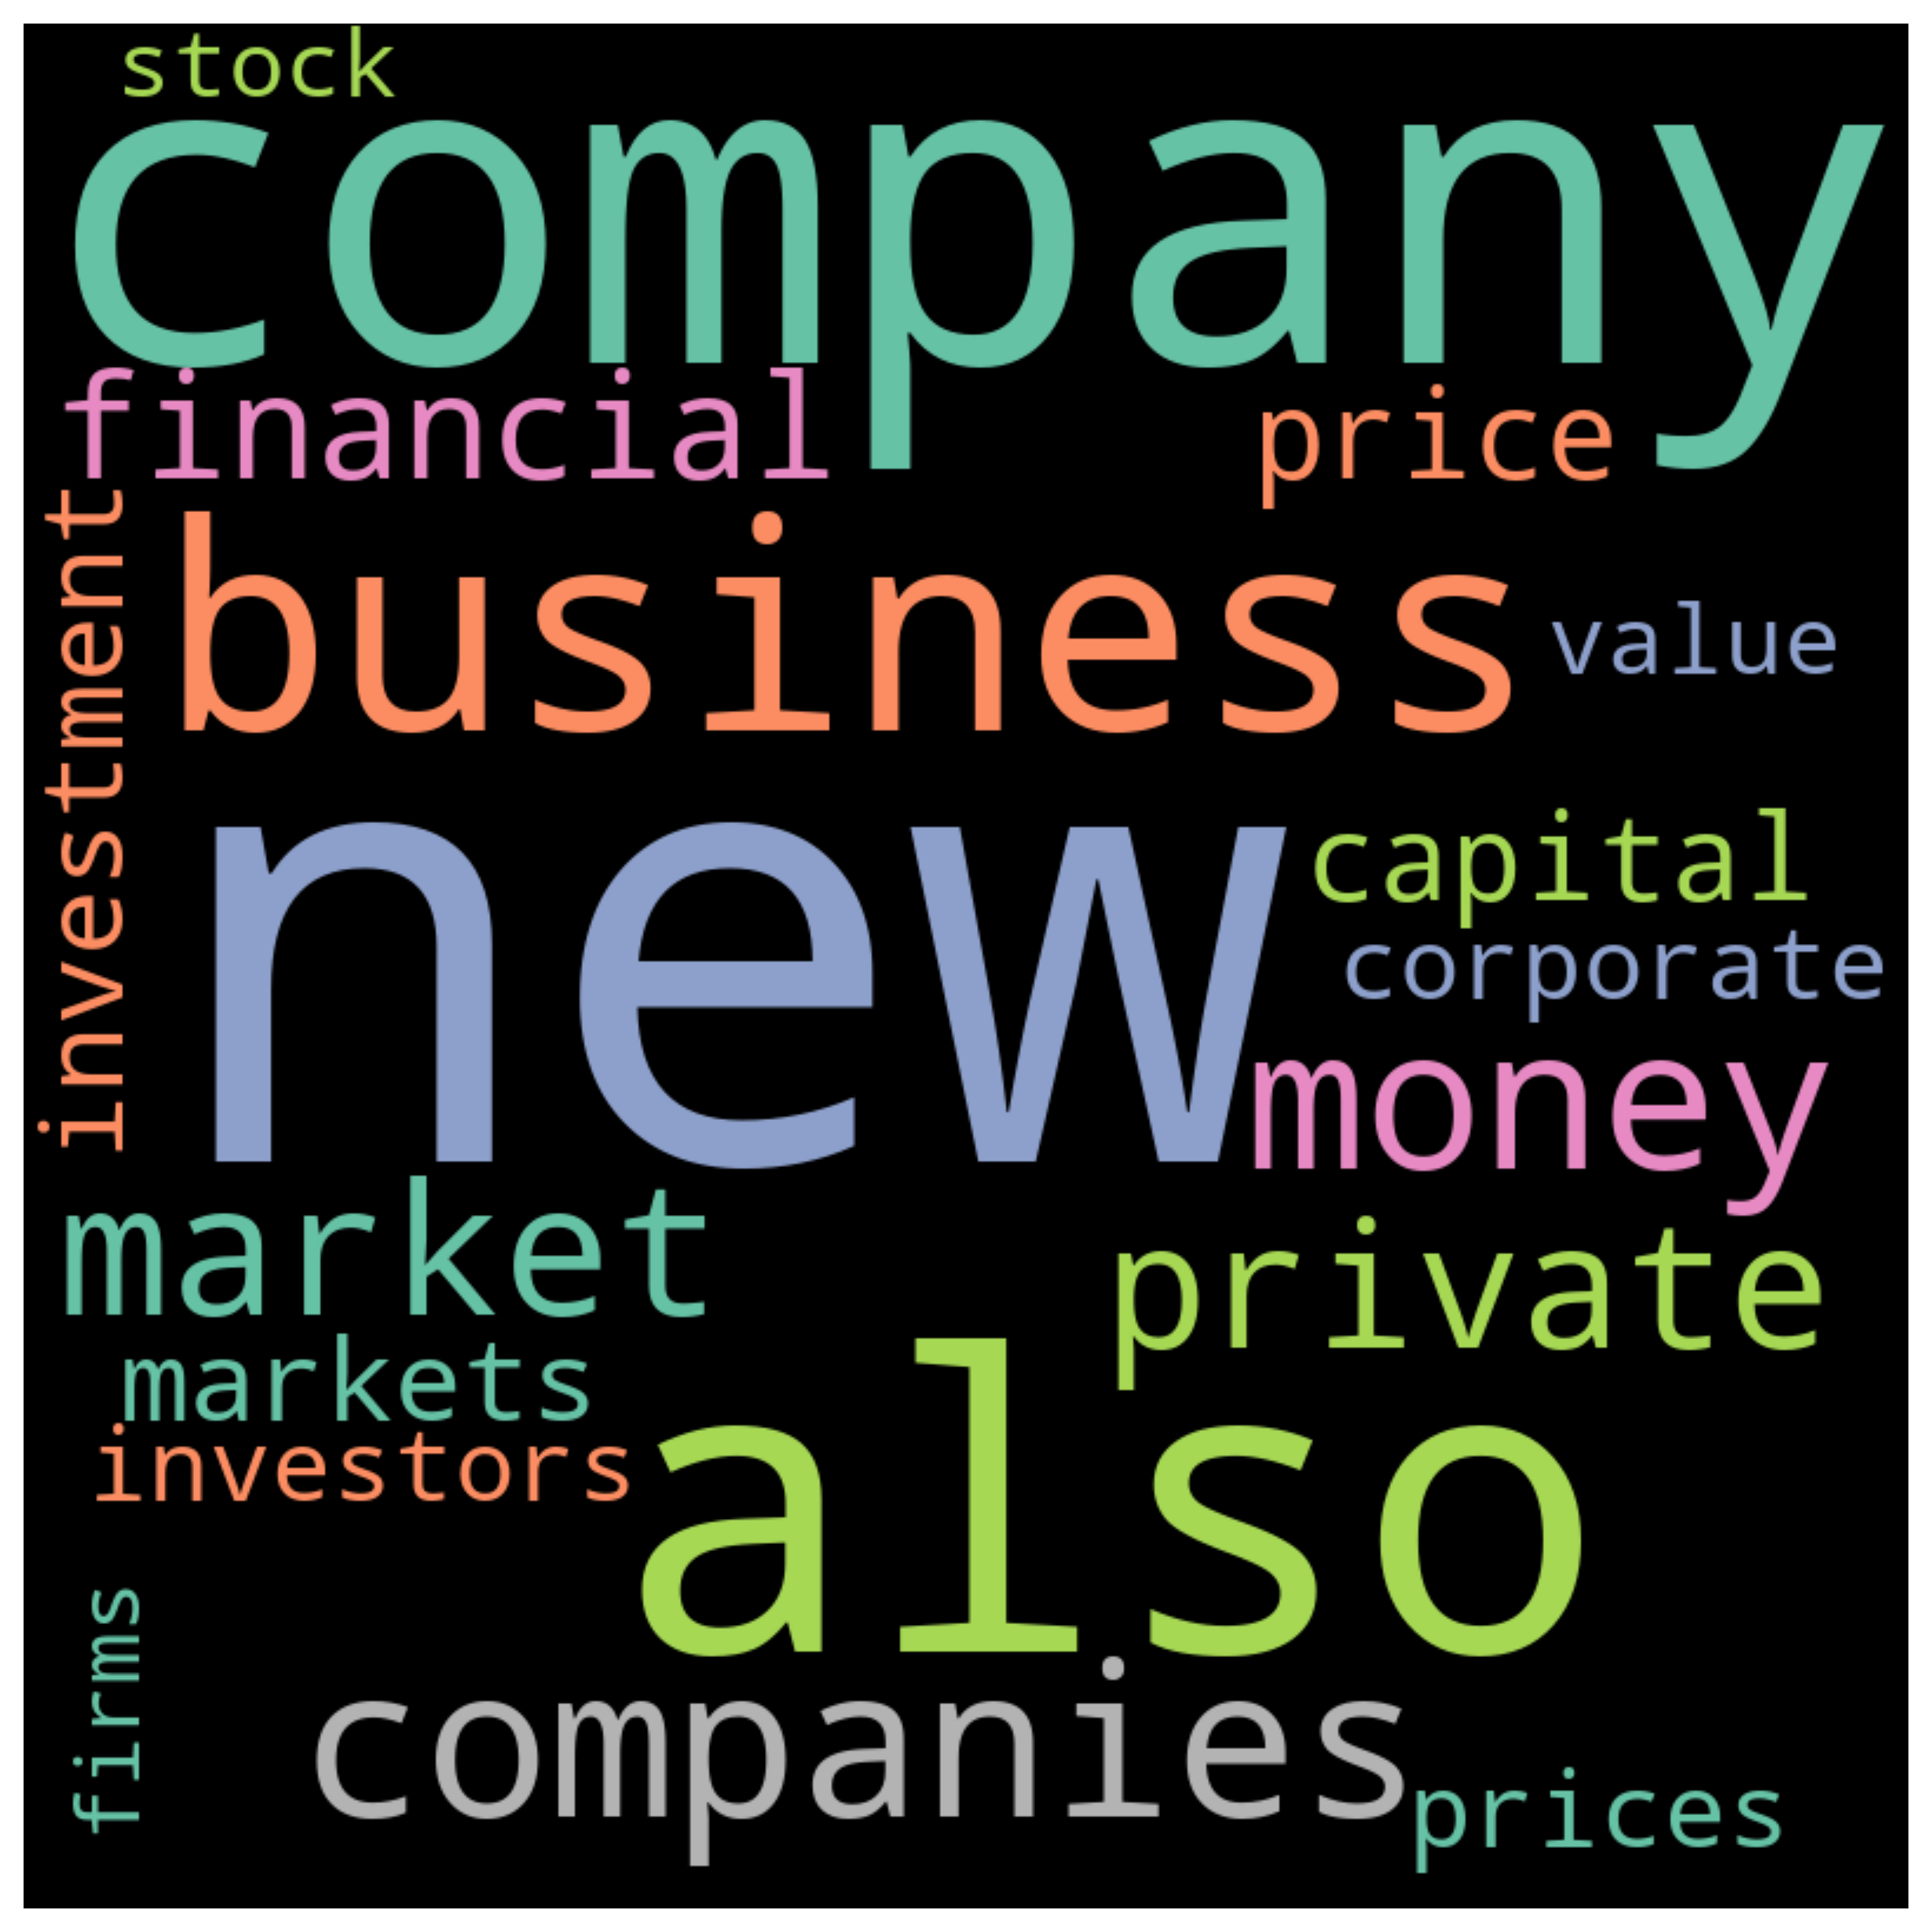 stock
company
financial
price
investment
business
value
new
capital
corporate
money
market
private
markets
also
investors
firms
companies
prices